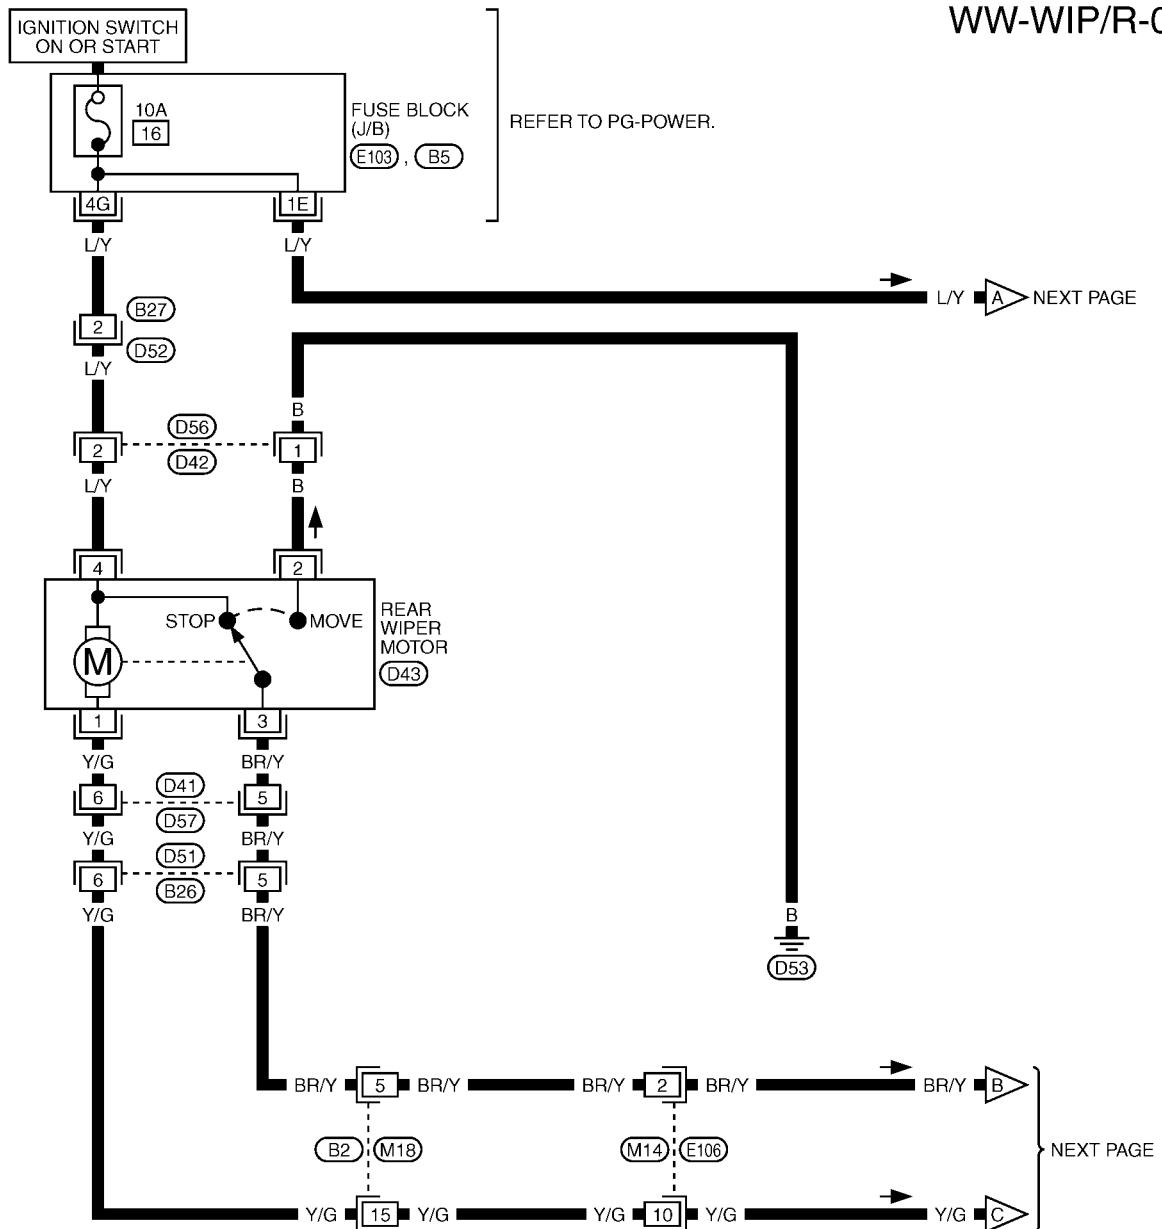 WW-WIP/R-0
IGNITION SWITCH
ON OR START
10A
16
FUSE BLOCK
(J/B)
E103 , B5
REFER TO PG-POWER.
4G 1E
L/Y L/Y
L/Y A NEXT PAGE
B27
2
D52
L/Y
B
D56
2 1
D42
L/Y B
4 2
STOP MOVE
REAR
WIPER
MOTOR
D43
M
1 3
Y/G BR/Y
D41
6 5
D57
Y/G BR/Y
D51
6 5
B26
Y/G BR/Y
B
D53
BR/Y 5 BR/Y BR/Y 2 BR/Y BR/Y B
B2 M18 M14 E106 NEXT PAGE
Y/G 15 Y/G Y/G 10 Y/G Y/G C